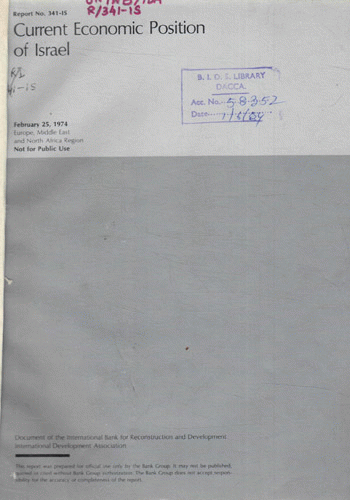 Report No. 341-IS
R/341-IS
Current Economic Position
of Israel
B. I. D. S. LIBRARY
DACCA.
Acc. No. 58352
Date
February 25, 1974
Europe, Middle East
and North Africa Region
Not for Public Use
Document of the International Bank for Reconstruction and Development
International Development Association
This report was prepared for official use only by the Bank Group. It may not be published,
quoted or cited without Bank Group authorization. The Bank Group does not accept respon-
sibility for the accuracy or completeness of the report.